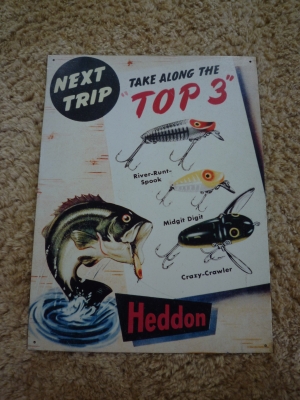 NEXT
TRIP
TAKE ALONG THE
"TOP 3"
River-Runt-
Spook
Midgit Digit
Crazy-Crawler
Heddon